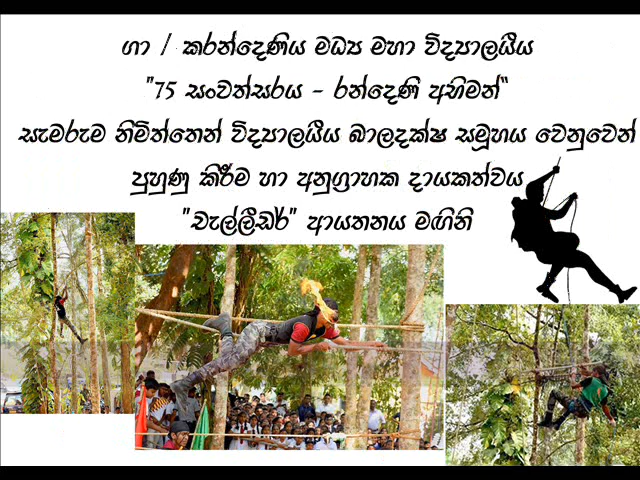 ගා / කරන්දෙණිය මධ්‍ය මහා විද්‍යාලයීය
"75 සංවත්සරය - රන්දෙණි අභිමන්"
සැමරුම නිමිත්තෙන් විද්‍යාලයීය බාලදක්ෂ සමූහය වෙනුවෙන්
පුහුණු කිරීම හා අනුග්‍රාහක දායකත්වය
"චැල්ලීඩර්" ආයතනය මඟිනි